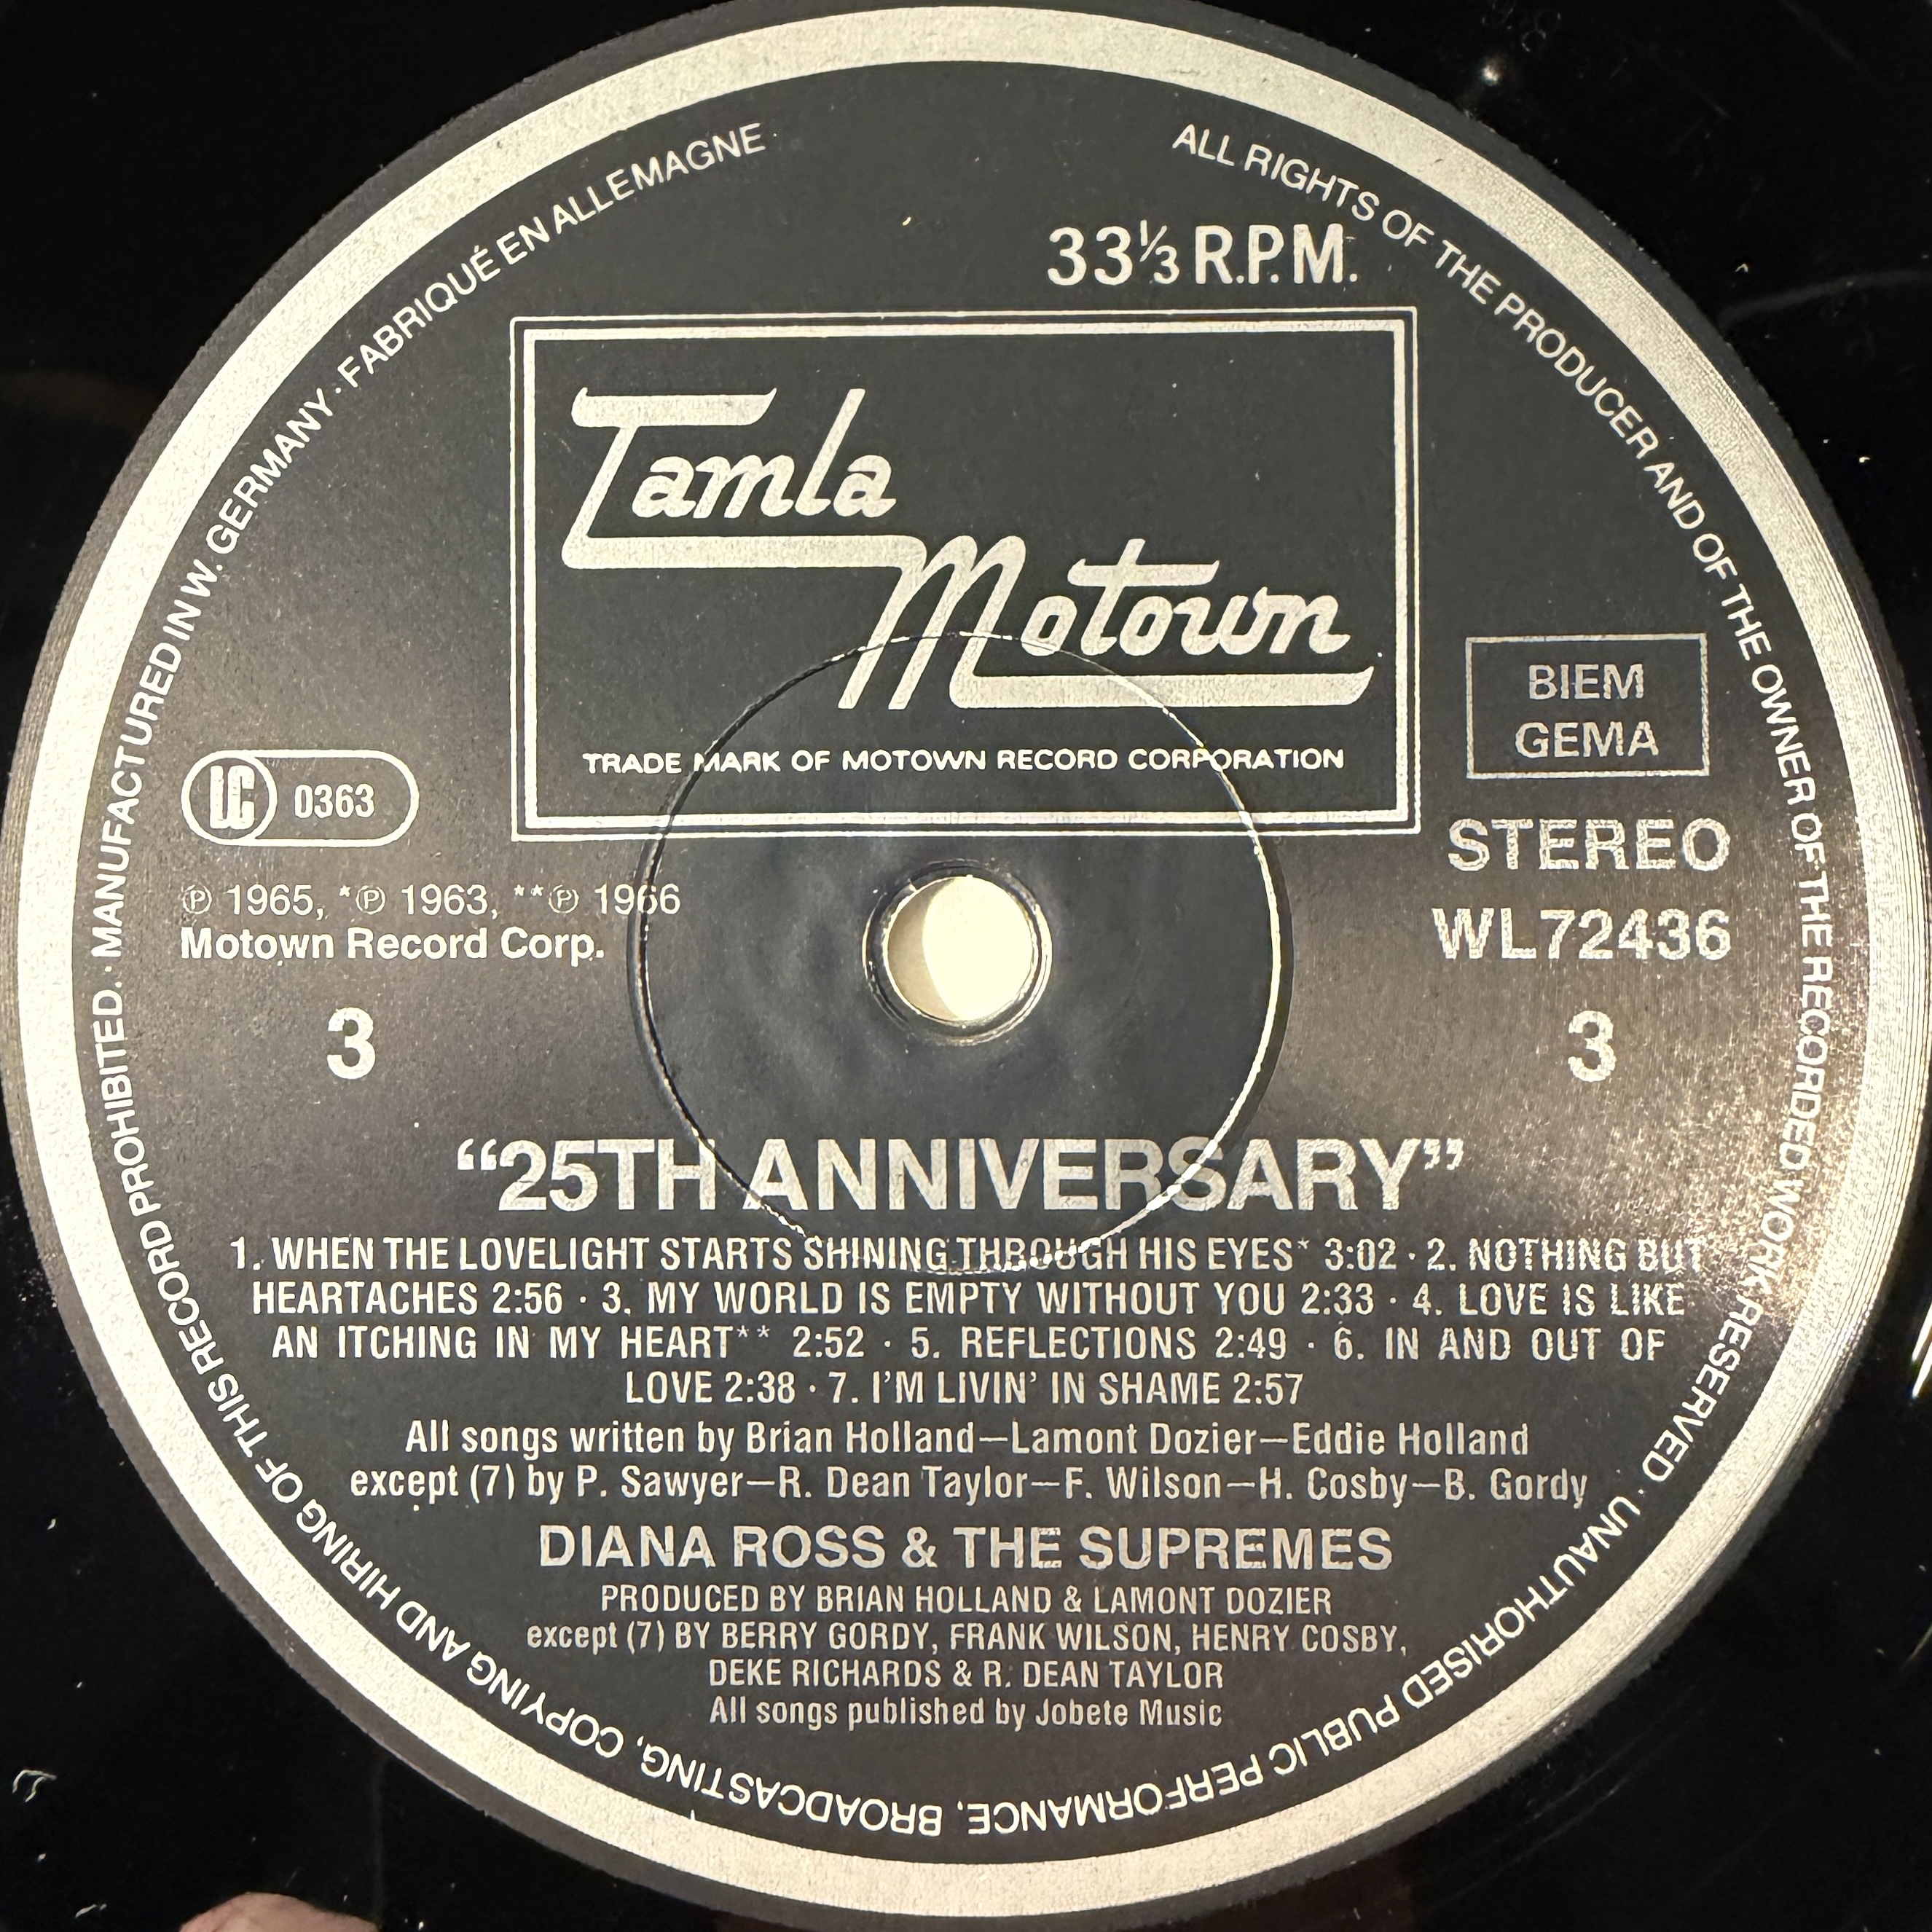 MANUFACTURED IN W. GERMANY · FABRIQUÉ EN ALLEMAGNE
ALL RIGHTS OF THE PRODUCER AND OF THE OWNER OF THE RECORDED WORK RESERVED · UNAUTHORISED PUBLIC PERFORMANCE, BROADCASTING, COPYING AND HIRING OF THIS RECORD PROHIBITED. ·
33⅓ R.P.M.
Tamla
Motown
TRADE MARK OF MOTOWN RECORD CORPORATION
BIEM
GEMA
LC 0363
STEREO
℗ 1965, *℗ 1963, **℗ 1966
Motown Record Corp.
WL72436
3
3
“25TH ANNIVERSARY”
1. WHEN THE LOVELIGHT STARTS SHINING THROUGH HIS EYES* 3:02 · 2. NOTHING BUT
HEARTACHES 2:56 · 3. MY WORLD IS EMPTY WITHOUT YOU 2:33 · 4. LOVE IS LIKE
AN ITCHING IN MY HEART** 2:52 · 5. REFLECTIONS 2:49 · 6. IN AND OUT OF
LOVE 2:38 · 7. I’M LIVIN’ IN SHAME 2:57
All songs written by Brian Holland—Lamont Dozier—Eddie Holland
except (7) by P. Sawyer—R. Dean Taylor—F. Wilson—H. Cosby—B. Gordy
DIANA ROSS & THE SUPREMES
PRODUCED BY BRIAN HOLLAND & LAMONT DOZIER
except (7) BY BERRY GORDY, FRANK WILSON, HENRY COSBY,
DEKE RICHARDS & R. DEAN TAYLOR
All songs published by Jobete Music